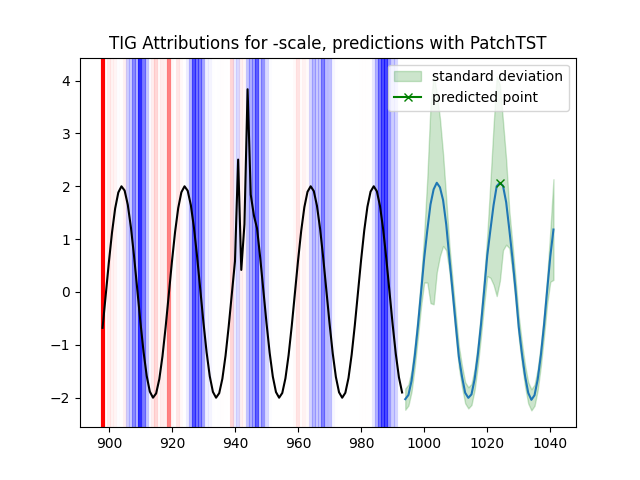 TIG Attributions for -scale, predictions with PatchTST
standard deviation
predicted point
4
3
2
1
0
−1
−2
900 920 940 960 980 1000 1020 1040